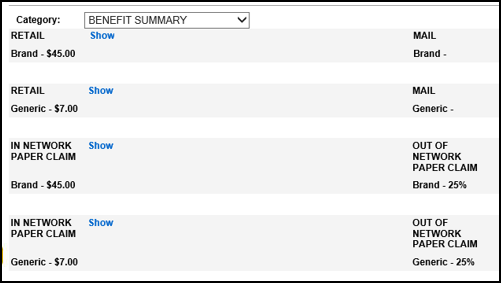 Category: BENEFIT SUMMARY
RETAIL Show MAIL
Brand - $45.00 Brand -
RETAIL Show MAIL
Generic - $7.00 Generic -
IN NETWORK Show OUT OF
PAPER CLAIM NETWORK
PAPER CLAIM
Brand - $45.00 Brand - 25%
IN NETWORK Show OUT OF
PAPER CLAIM NETWORK
PAPER CLAIM
Generic - $7.00 Generic - 25%